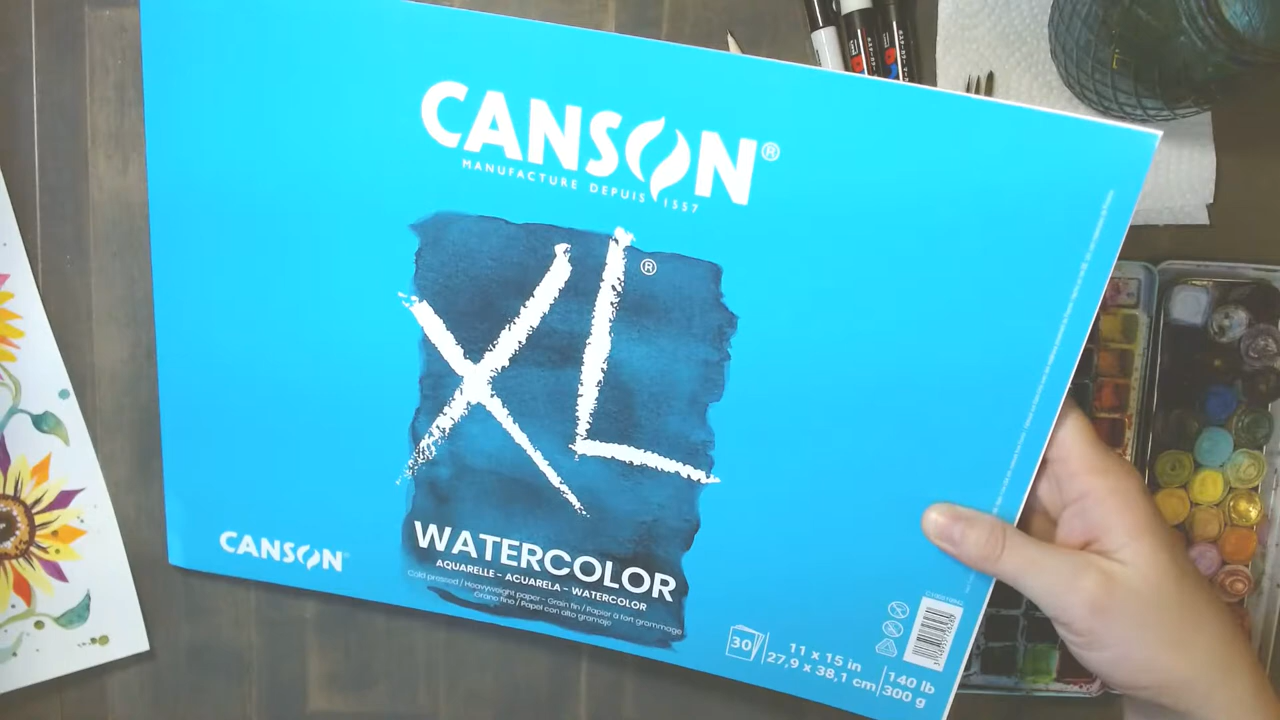 CANSON®
MANUFACTURE DEPUIS 1557
XL®
WATERCOLOR
AQUARELLE - ACUARELA - WATERCOLOR
Cold pressed / Heavyweight paper - Grain fin / Papier à fort grammage
Grano fino / Papel con alto gramaje
CANSON®
30
11 x 15 in
27,9 x 38,1 cm
140 lb
300 g